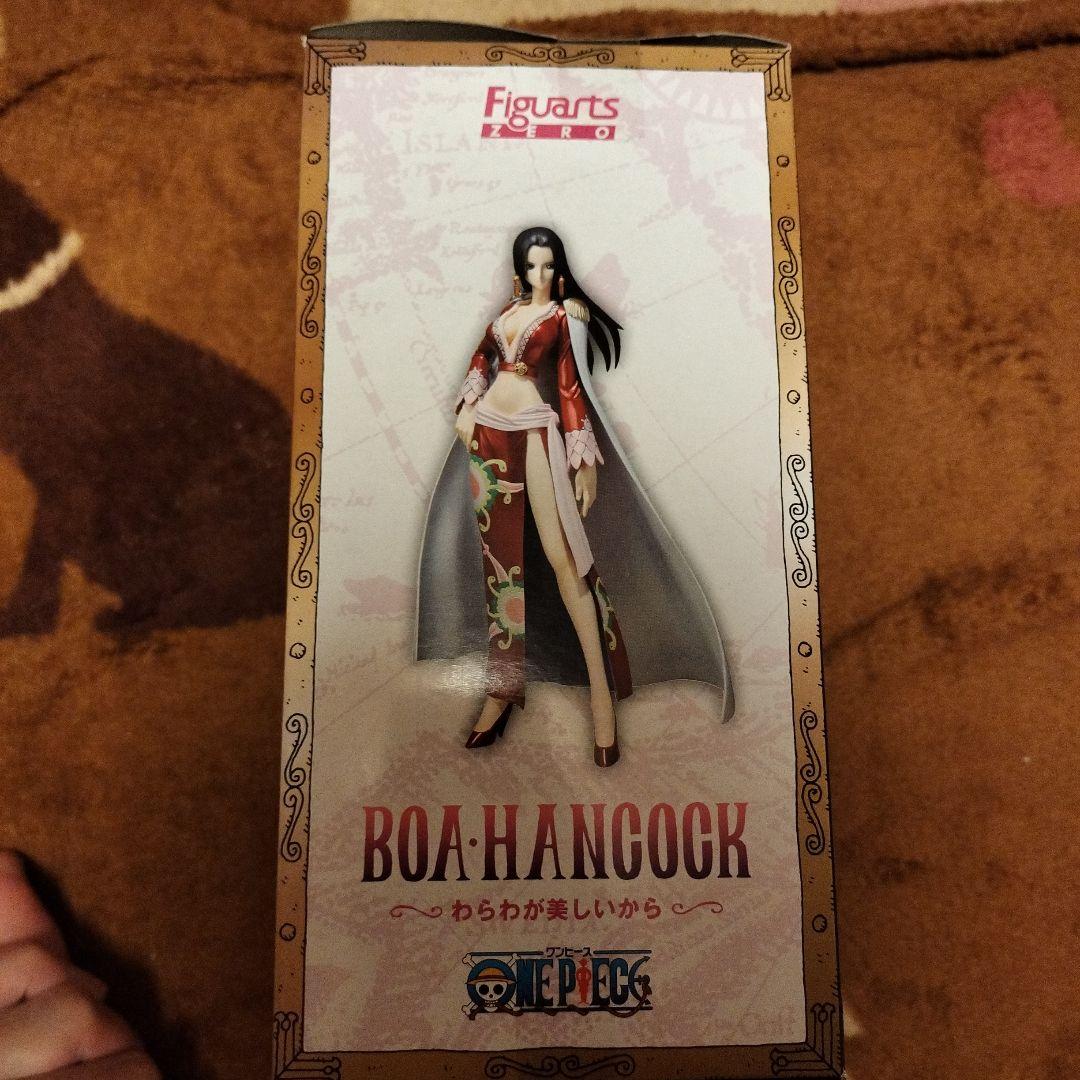 Figuarts
ZERO
ISLAND
BOA・HANCOCK
わらわが美しいから
ワンピース
ONE PIECE